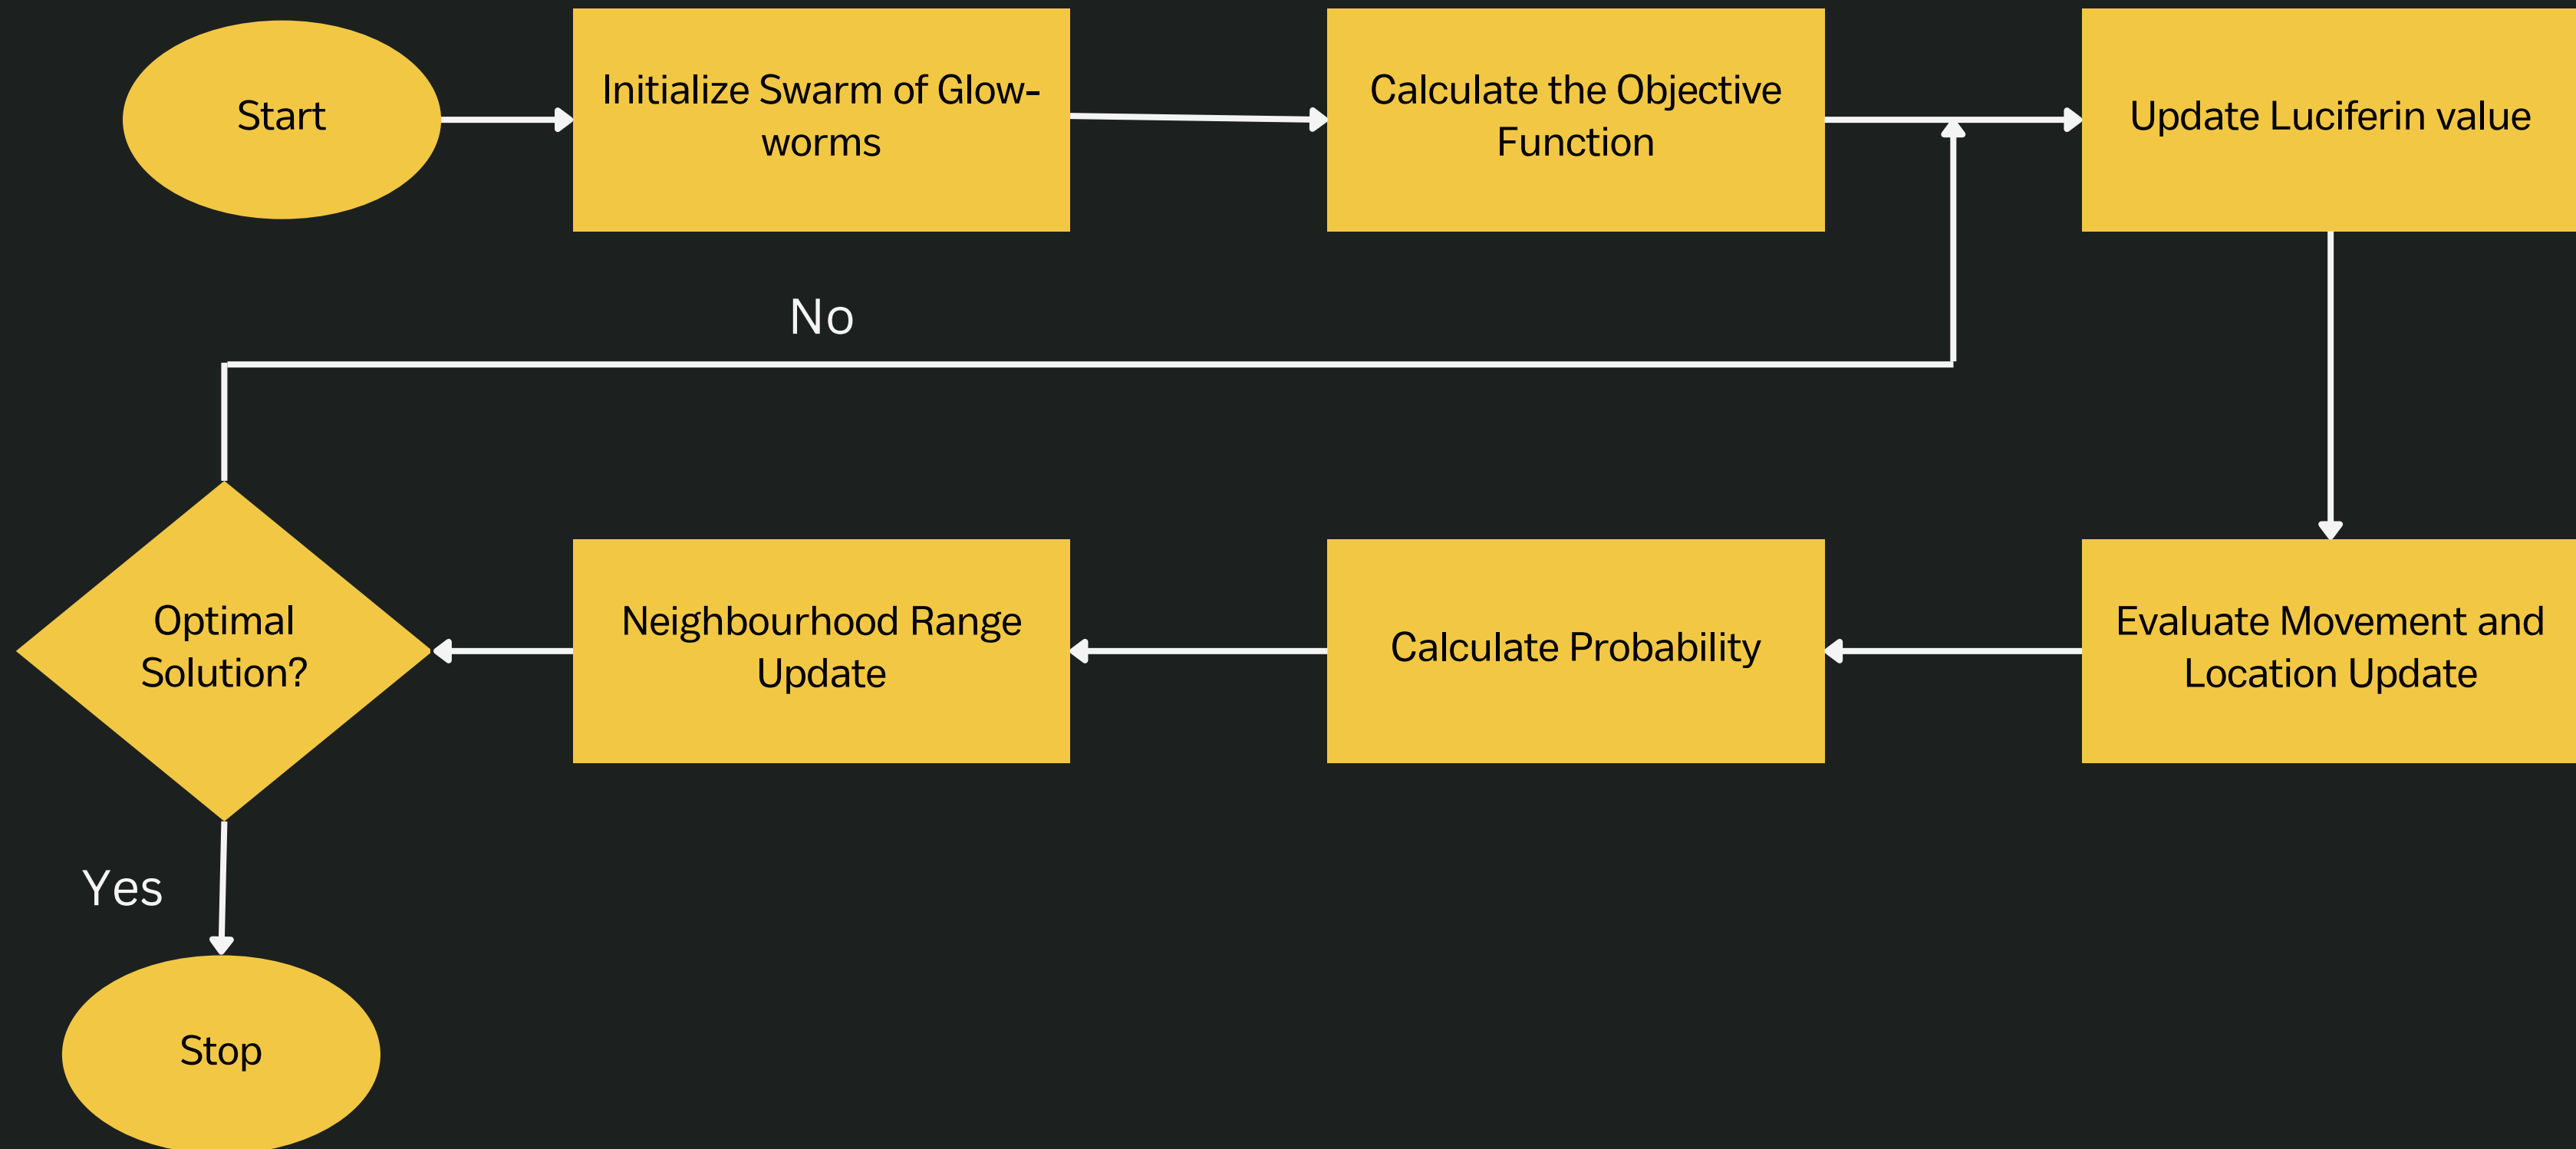 Start
Initialize Swarm of Glow-
worms
Calculate the Objective
Function
Update Luciferin value
No
Optimal
Solution?
Neighbourhood Range
Update
Calculate Probability
Evaluate Movement and
Location Update
Yes
Stop